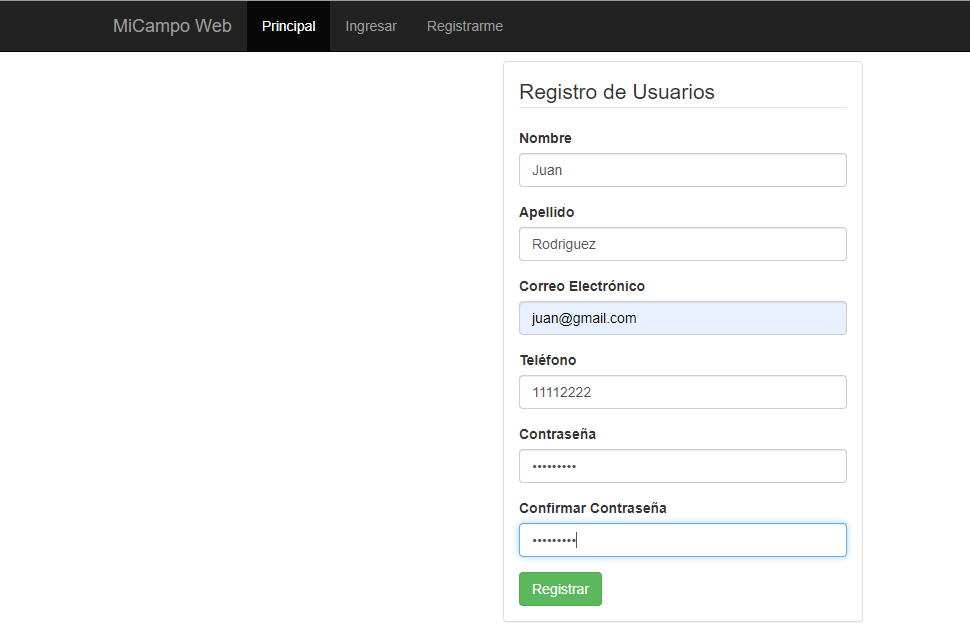 MiCampo Web Principal Ingresar Registrarme
Registro de Usuarios
Nombre
Juan
Apellido
Rodriguez
Correo Electrónico
juan@gmail.com
Teléfono
11112222
Contraseña
•••••••••
Confirmar Contraseña
•••••••••
Registrar